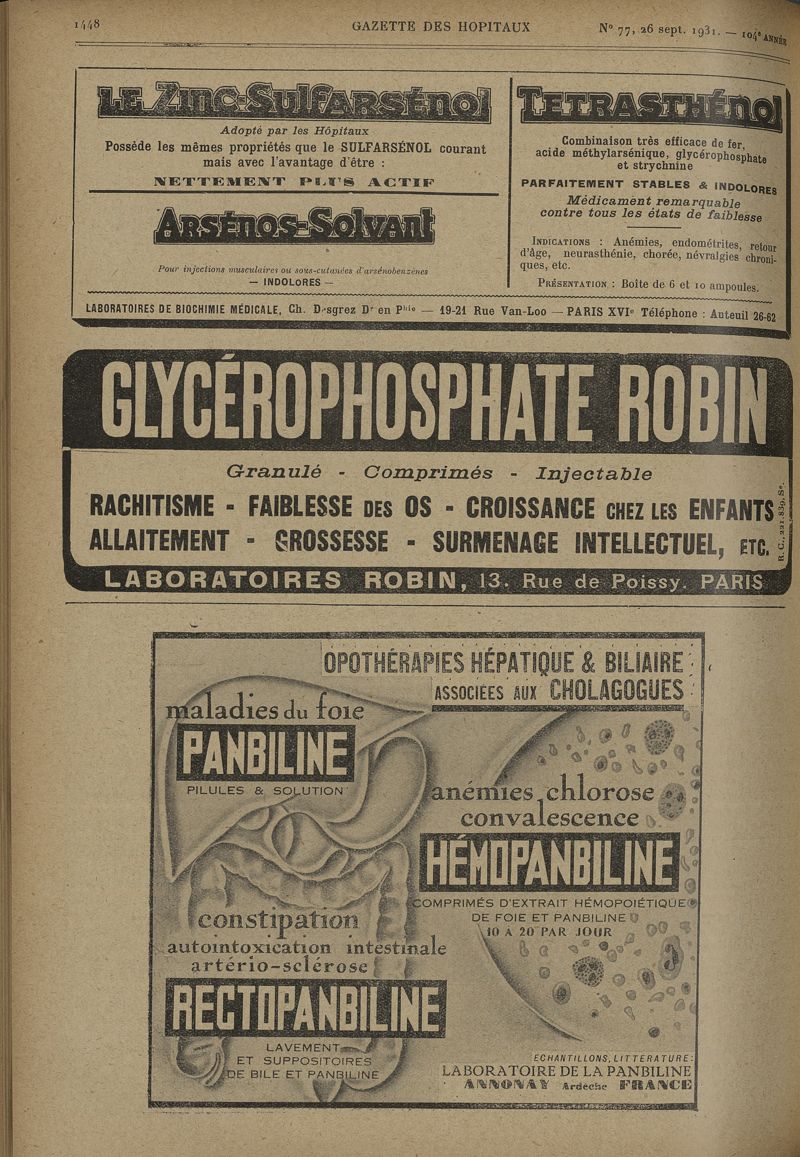 1448
GAZETTE DES HOPITAUX
N° 77, 26 sept. 1931. — 104e ANNÉE
LE Zinc-Sulfarsénol
Adopté par les Hôpitaux
Possède les mêmes propriétés que le SULFARSÉNOL courant
mais avec l'avantage d'être :
NETTEMENT PLUS ACTIF
Arsénos-Solvant
Pour injections musculaires ou sous-cutanées d'arsénobenzènes
— INDOLORES —
TETRASTHÉNOL
Combinaison très efficace de fer,
acide méthylarsénique, glycérophosphate
et strychnine
PARFAITEMENT STABLES & INDOLORES
Médicament remarquable
contre tous les états de faiblesse
INDICATIONS : Anémies, endométrites, retour
d'âge, neurasthénie, chorée, névralgies chroni-
ques, etc.
PRÉSENTATION : Boîte de 6 et 10 ampoules.
LABORATOIRES DE BIOCHIMIE MÉDICALE, Ch. Desgrez Dr en Phie — 19-21 Rue Van-Loo — PARIS XVIe Téléphone : Auteuil 26-62
GLYCÉROPHOSPHATE ROBIN
Granulé - Comprimés - Injectable
RACHITISME - FAIBLESSE DES OS - CROISSANCE CHEZ LES ENFANTS
ALLAITEMENT - GROSSESSE - SURMENAGE INTELLECTUEL, ETC.
R. C., 221.839, Se.
LABORATOIRES ROBIN, 13. Rue de Poissy. PARIS
OPOTHÉRAPIES HÉPATIQUE & BILIAIRE
ASSOCIÉES AUX CHOLAGOGUES
maladies du foie
PANBILINE
PILULES & SOLUTION
anémies, chlorose
convalescence
HÉMOPANBILINE
COMPRIMÉS D'EXTRAIT HÉMOPOIÉTIQUE
DE FOIE ET PANBILINE
10 A 20 PAR JOUR
constipation
autointoxication intestinale
artério-sclérose
RECTOPANBILINE
LAVEMENT
ET SUPPOSITOIRES
DE BILE ET PANBILINE
ECHANTILLONS, LITTERATURE:
LABORATOIRE DE LA PANBILINE
ANNONAY Ardèche FRANCE